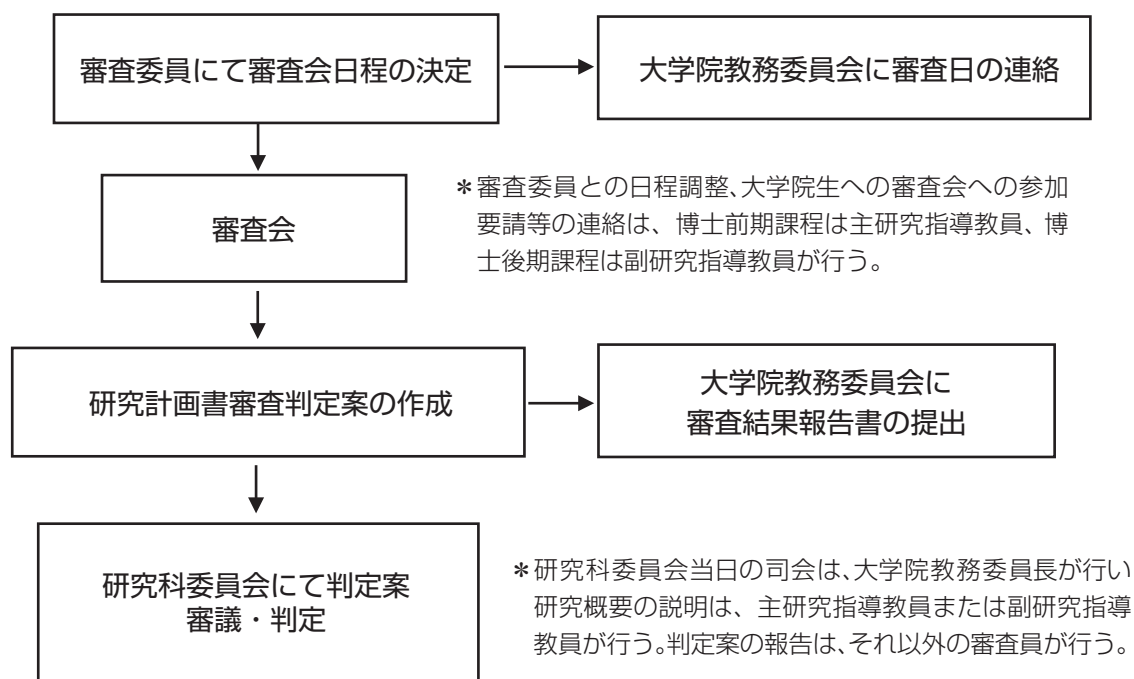 審査委員にて審査会日程の決定
大学院教務委員会に審査日の連絡
審査会
＊審査委員との日程調整、大学院生への審査会への参加
要請等の連絡は、博士前期課程は主研究指導教員、博
士後期課程は副研究指導教員が行う。
研究計画書審査判定案の作成
大学院教務委員会に
審査結果報告書の提出
研究科委員会にて判定案
審議・判定
＊研究科委員会当日の司会は、大学院教務委員長が行い
研究概要の説明は、主研究指導教員または副研究指導
教員が行う。判定案の報告は、それ以外の審査員が行う。